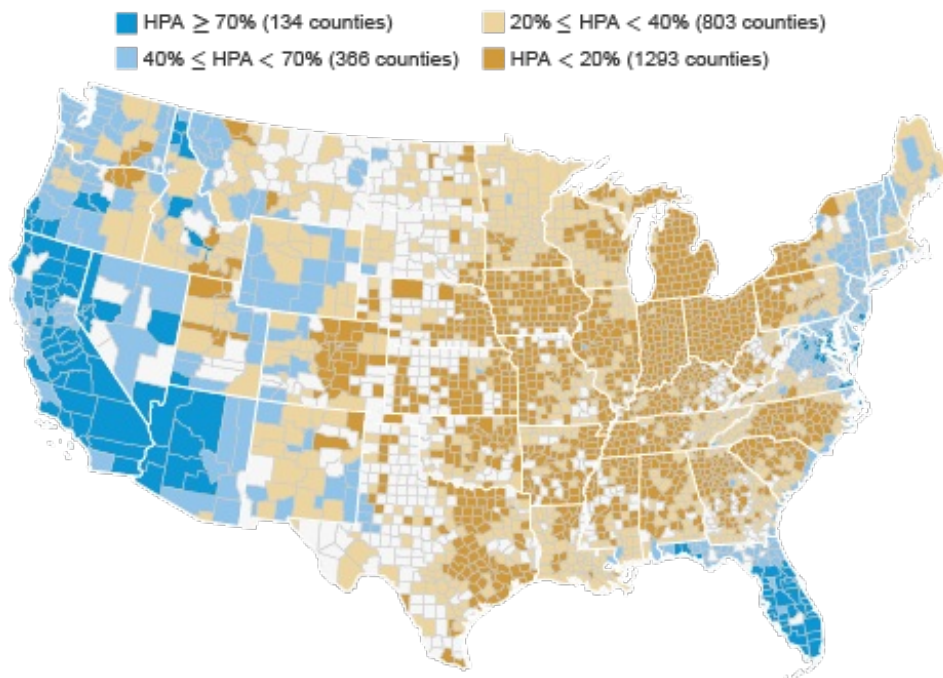 HPA ≥ 70% (134 counties) 20% ≤ HPA < 40% (803 counties)
40% ≤ HPA < 70% (366 counties) HPA < 20% (1293 counties)